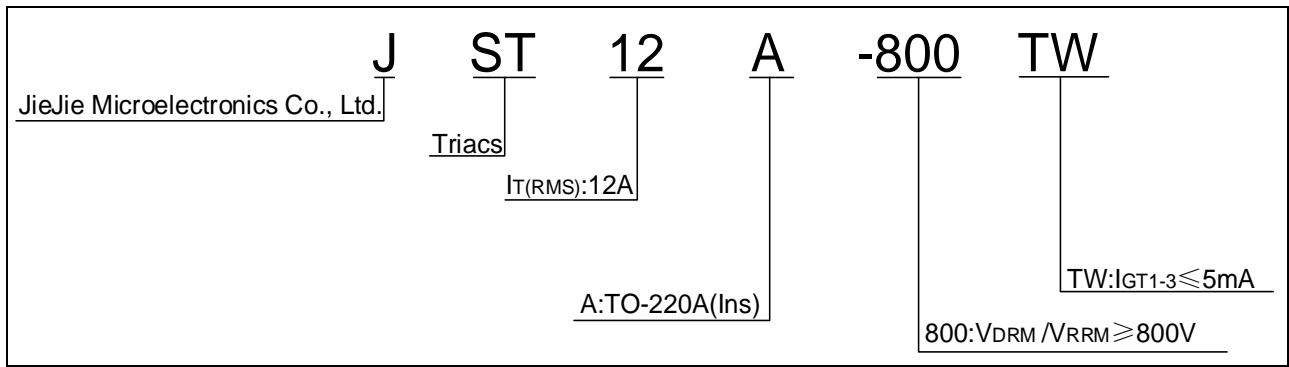 J ST 12 A -800 TW
JieJie Microelectronics Co., Ltd.
Triacs
IT(RMS):12A
TW:IGT1-3≤5mA
A:TO-220A(Ins)
800:VDRM /VRRM≥800V